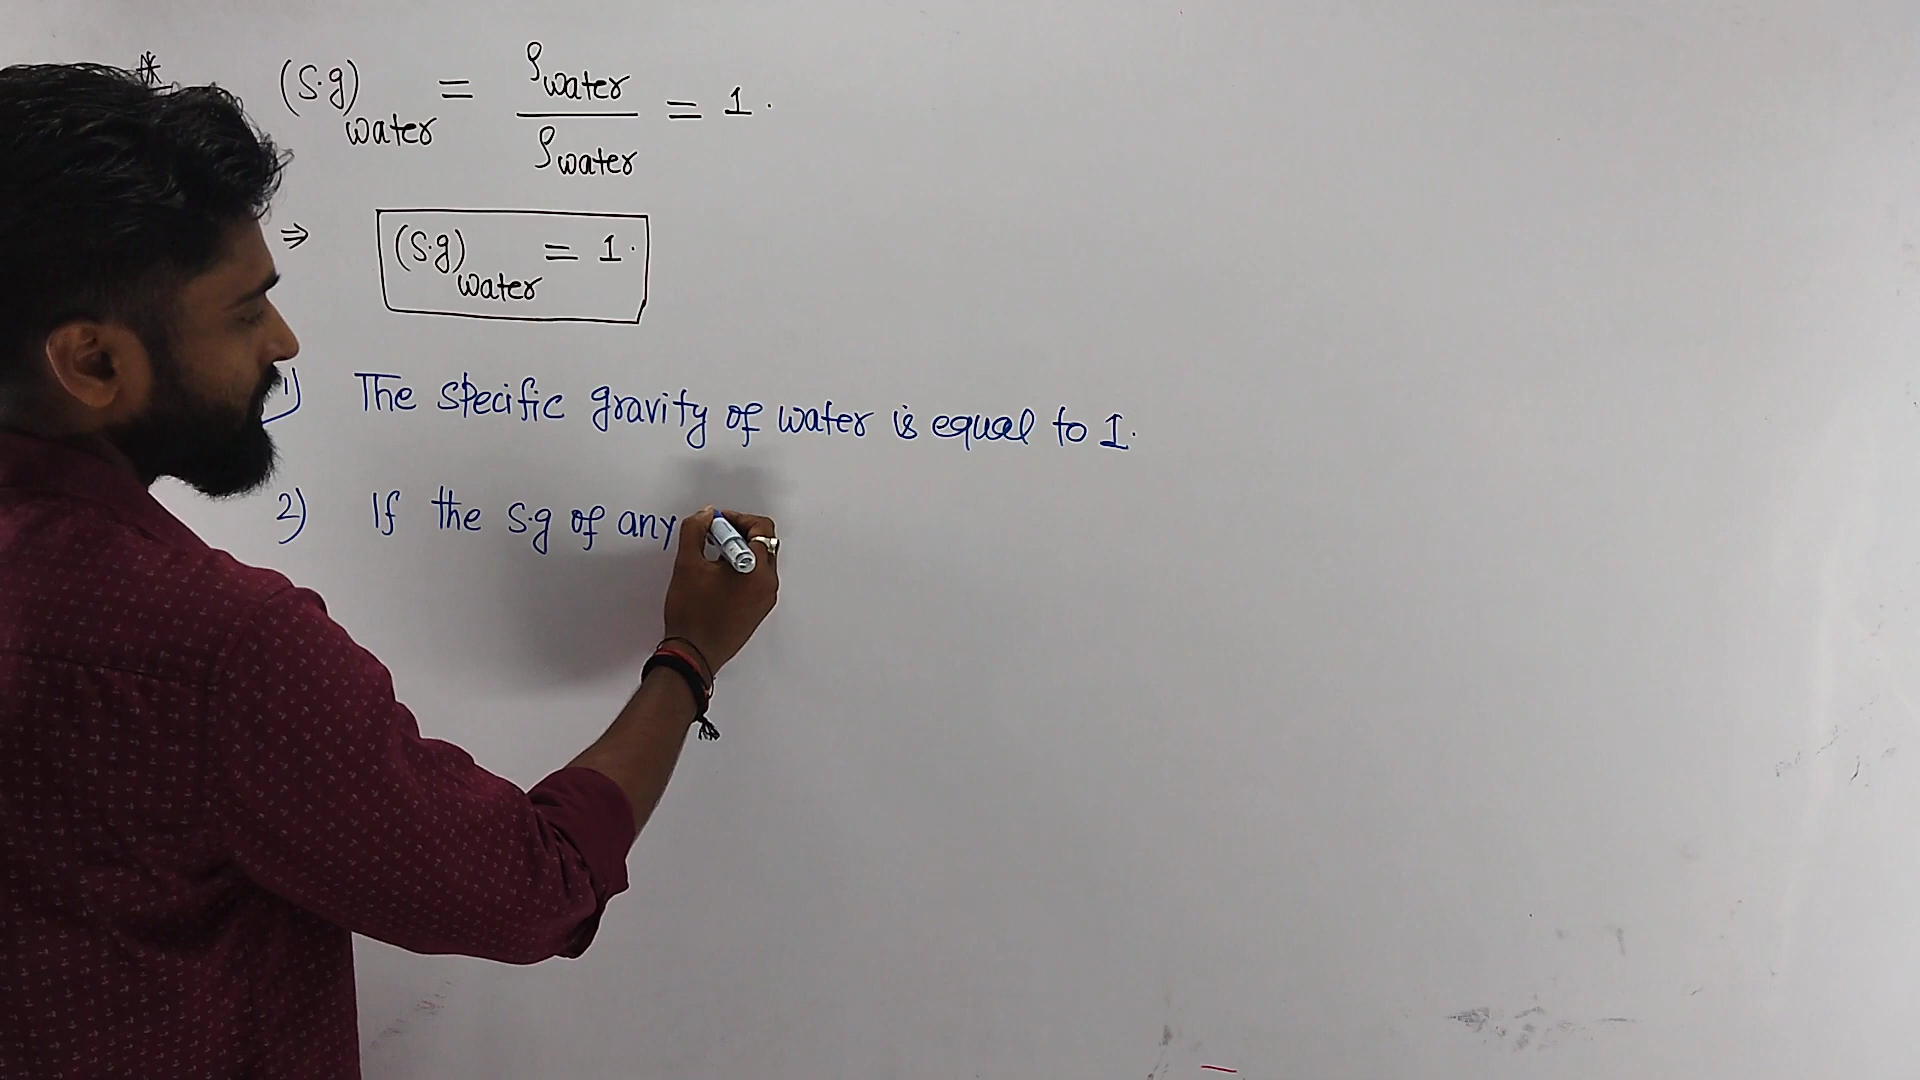 *
(S.g)water = ρwater / ρwater = 1.
⇒ (S.g)water = 1.
1) The specific gravity of water is equal to 1.
2) If the s.g of any